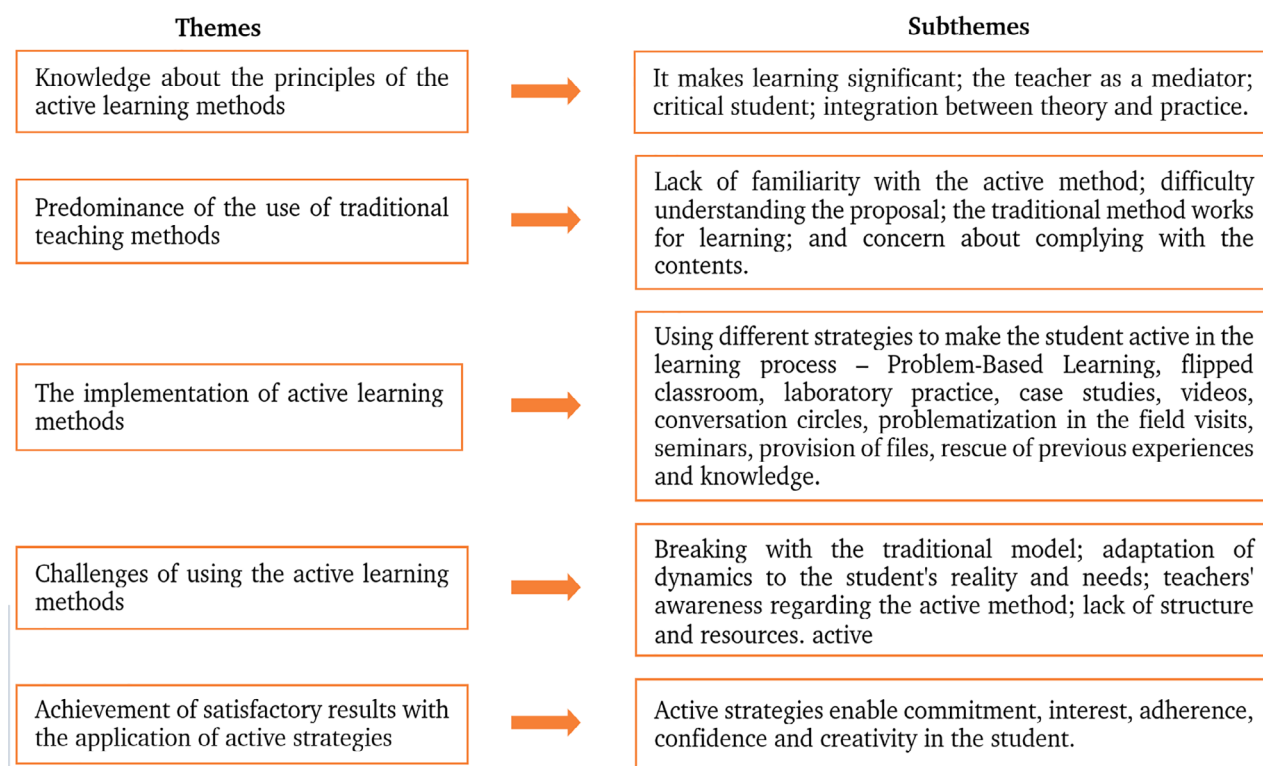 Themes
Subthemes
Knowledge about the principles of the
active learning methods
It makes learning significant; the teacher as a mediator;
critical student; integration between theory and practice.
Predominance of the use of traditional
teaching methods
Lack of familiarity with the active method; difficulty
understanding the proposal; the traditional method works
for learning; and concern about complying with the
contents.
The implementation of active learning
methods
Using different strategies to make the student active in the
learning process – Problem-Based Learning, flipped
classroom, laboratory practice, case studies, videos,
conversation circles, problematization in the field visits,
seminars, provision of files, rescue of previous experiences
and knowledge.
Challenges of using the active learning
methods
Breaking with the traditional model; adaptation of
dynamics to the student's reality and needs; teachers'
awareness regarding the active method; lack of structure
and resources. active
Achievement of satisfactory results with
the application of active strategies
Active strategies enable commitment, interest, adherence,
confidence and creativity in the student.